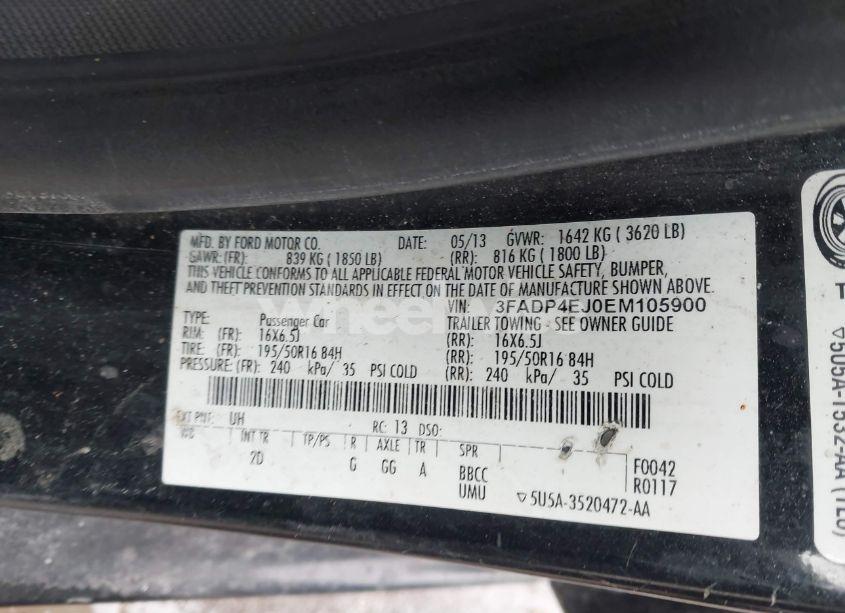 MFD. BY FORD MOTOR CO. DATE: 05/13 GVWR: 1642 KG ( 3620 LB)
GAWR:(FR): 839 KG ( 1850 LB) (RR): 816 KG ( 1800 LB)
THIS VEHICLE CONFORMS TO ALL APPLICABLE FEDERAL MOTOR VEHICLE SAFETY, BUMPER,
AND THEFT PREVENTION STANDARDS IN EFFECT ON THE DATE OF MANUFACTURE SHOWN ABOVE.
VIN: 3FADP4EJ0EM105900
TYPE: Passenger Car TRAILER TOWING - SEE OWNER GUIDE
RIM: (FR): 16X6.5J (RR): 16X6.5J
TIRE: (FR): 195/50R16 84H (RR): 195/50R16 84H
PRESSURE: (FR): 240 kPa/ 35 PSI COLD (RR): 240 kPa/ 35 PSI COLD
EXT PNT: UH RC: 13 DSO:
WB INT TR TP/PS R AXLE TR SPR
2D G GG A BBCC F0042
UMU R0117
▽5U5A-3520472-AA
▽5U5A-1532-AA (TEO)